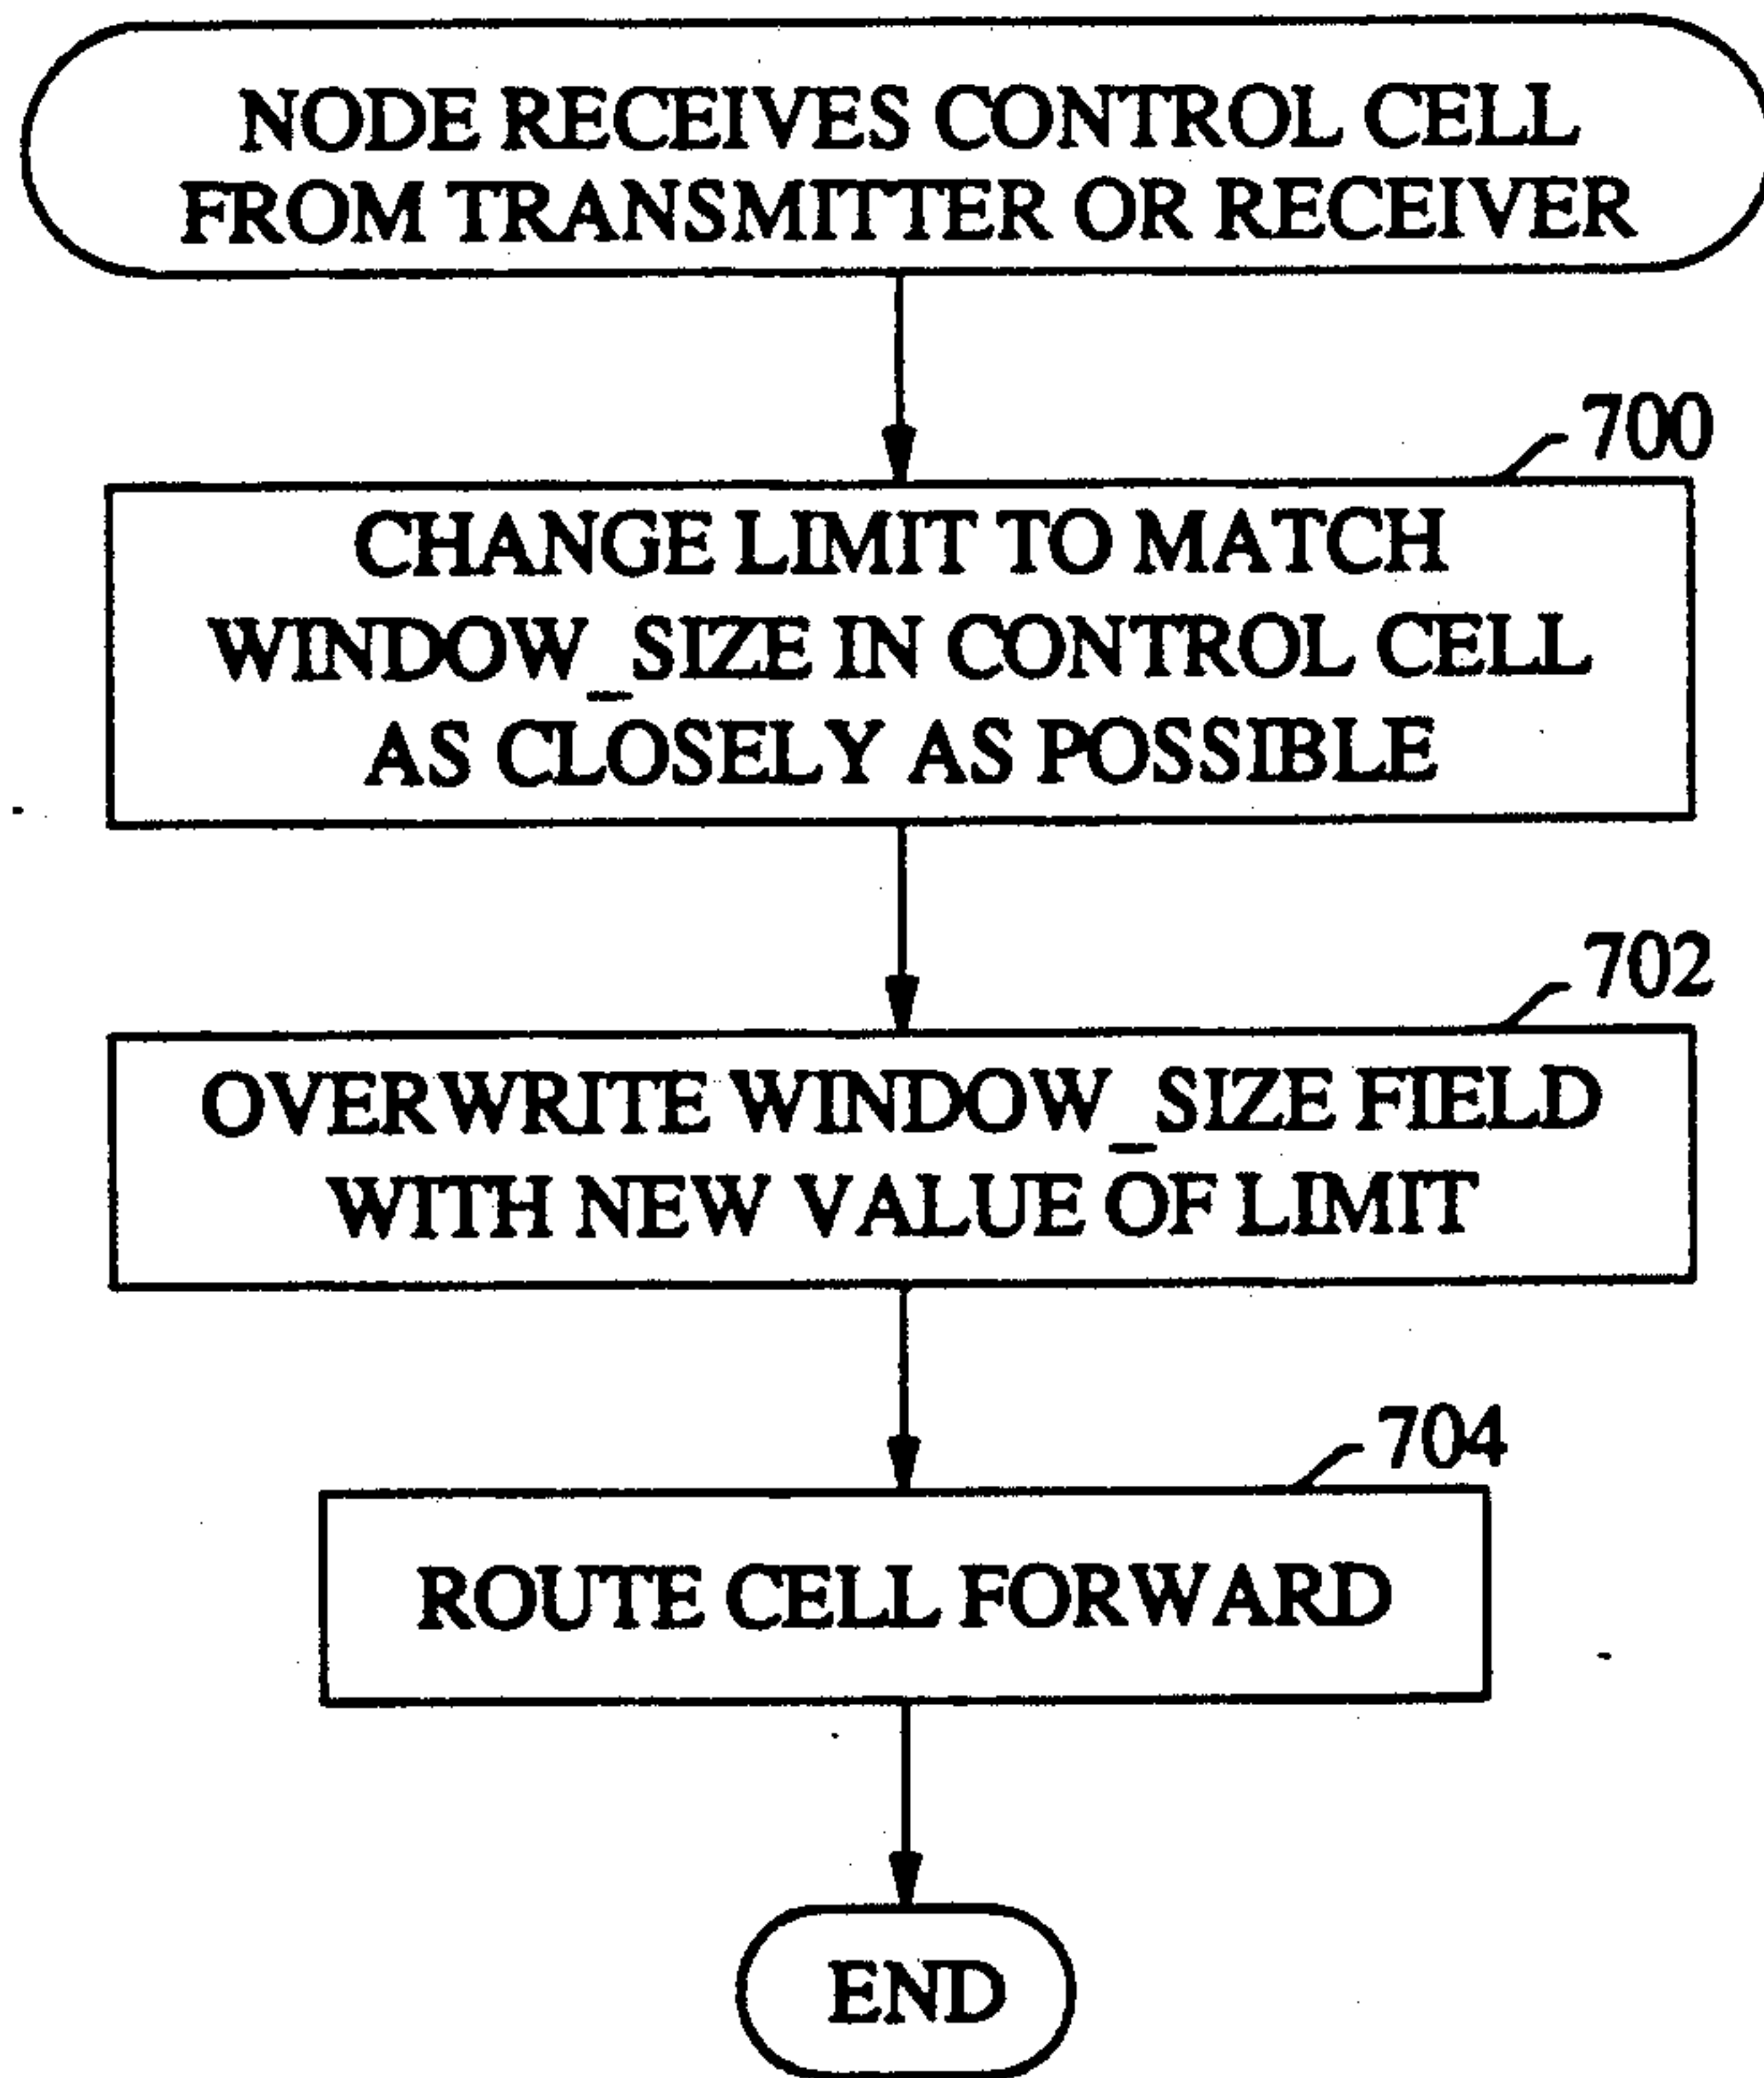 NODE RECEIVES CONTROL CELL
FROM TRANSMITTER OR RECEIVER
700
CHANGE LIMIT TO MATCH
WINDOW_SIZE IN CONTROL CELL
AS CLOSELY AS POSSIBLE
702
OVERWRITE WINDOW_SIZE FIELD
WITH NEW VALUE OF LIMIT
704
ROUTE CELL FORWARD
END